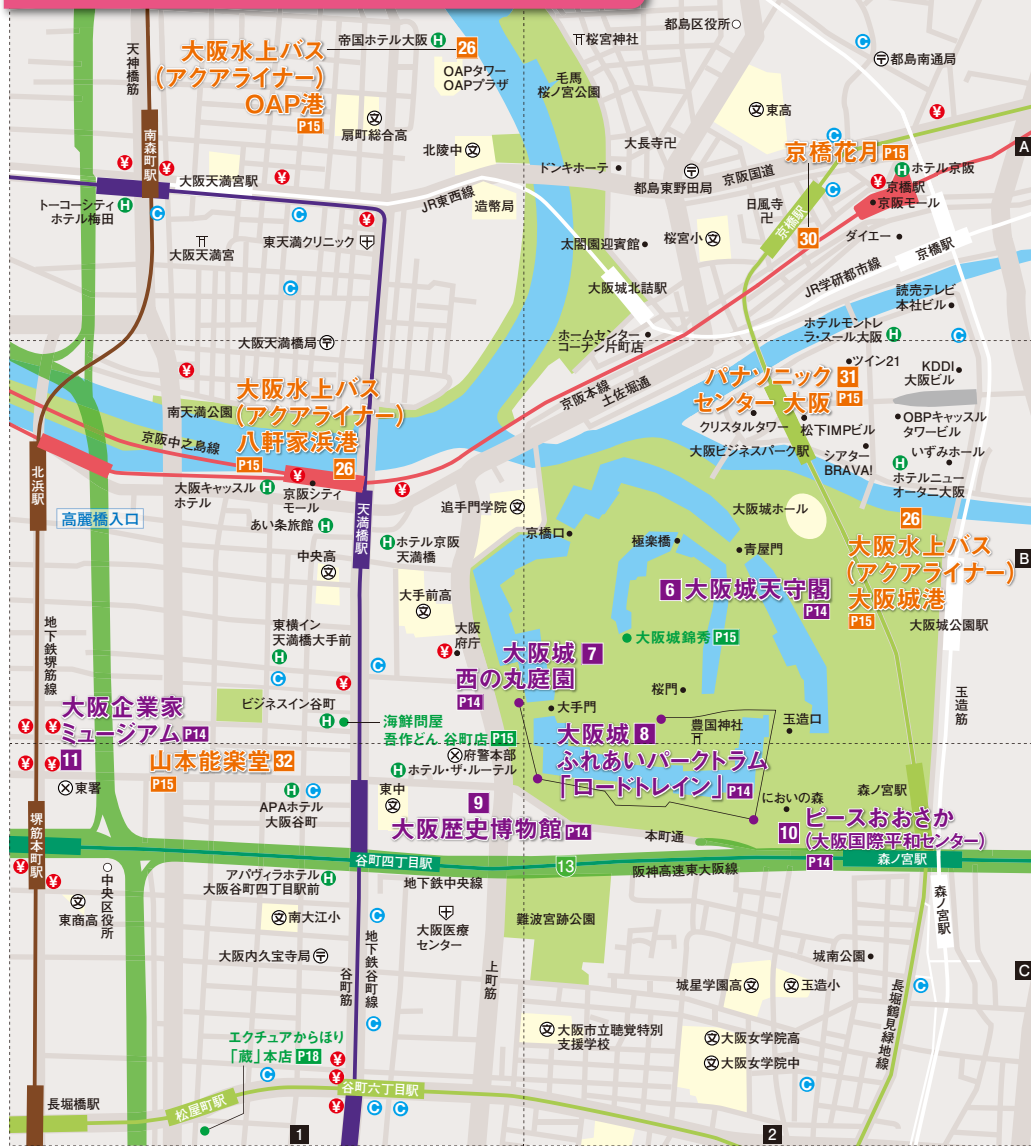 都島区役所
帝国ホテル大阪 H
26
桜宮神社
C
都島南通局
天神橋筋
大阪水上バス
(アクアライナー)
OAP港
P15
OAPタワー
OAPプラザ
毛馬
桜ノ宮公園
文 東高
扇町総合高
北陵中 文
大長寺卍
京橋花月 P15
A
南森町駅
大阪天満宮駅
ドンキホーテ
都島東野田局
京阪国道
H ホテル京阪
京橋駅
京阪モール
トーコーシティ
ホテル梅田 H
JR東西線
造幣局
日風寺
卍
京橋駅
30
ダイエー
京橋駅
大阪天満宮
東天満クリニック
太閤園迎賓館
桜宮小 文
JR学研都市線
大阪城北詰駅
読売テレビ
本社ビル
ホテルモントレ
ラ・スール大阪 H
大阪天満橋局
ホームセンター
コーナン片町店
ツイン21
KDDI
大阪ビル
京阪本線
土佐堀通
パナソニック 31
センター 大阪 P15
大阪水上バス
(アクアライナー)
八軒家浜港
P15
26
南天満公園
京阪中之島線
クリスタルタワー
松下IMPビル
OBPキャッスル
タワービル
大阪ビジネスパーク駅
シアター
BRAVA!
いずみホール
H
ホテルニュー
オータニ大阪
北浜駅
大阪キャッスル H
ホテル
京阪シティ
モール
高麗橋入口
あい条旅館 H
天満橋駅
追手門学院 文
大阪城ホール
26
京橋口
極楽橋
青屋門
H ホテル京阪
天満橋
中央高
文
大阪水上バス
(アクアライナー)
大阪城港
P15
B
6 大阪城天守閣
P14
大手前高
文
地下鉄堺筋線
東横イン
天満橋大手前
H
大阪
府庁
大阪城錦秀 P15
大阪城公園駅
大阪城 7
西の丸庭園
P14
桜門
ビジネスイン谷町
H
大手門
豊国神社
玉造口
玉造筋
大阪企業家
ミュージアム P14
11
海鮮問屋
吾作どん 谷町店 P15
大阪城 8
ふれあいパークトラム
「ロードトレイン」 P14
山本能楽堂 32
P15
府警本部
H ホテル・ザ・ルーテル
東署
APAホテル
大阪谷町
東中
文
9
大阪歴史博物館 P14
においの森
森ノ宮駅
10
ピースおおさか
(大阪国際平和センター)
P14
堺筋本町駅
本町通
谷町四丁目駅
13
阪神高速東大阪線
森ノ宮駅
アパヴィラホテル H
大阪谷町四丁目駅前
地下鉄中央線
中央区役所
文
東商高
文 南大江小
大阪医療
センター
難波宮跡公園
森ノ宮駅
大阪内久宝寺局
谷町筋
地下鉄谷町線
上町筋
城南公園
C
城星学園高 文
文 玉造小
長堀鶴見緑地線
エクチュアからほり
「蔵」本店 P18
文 大阪市立聴覚特別
支援学校
文 大阪女学院高
文 大阪女学院中
谷町六丁目駅
長堀橋駅
松屋町駅
1
2